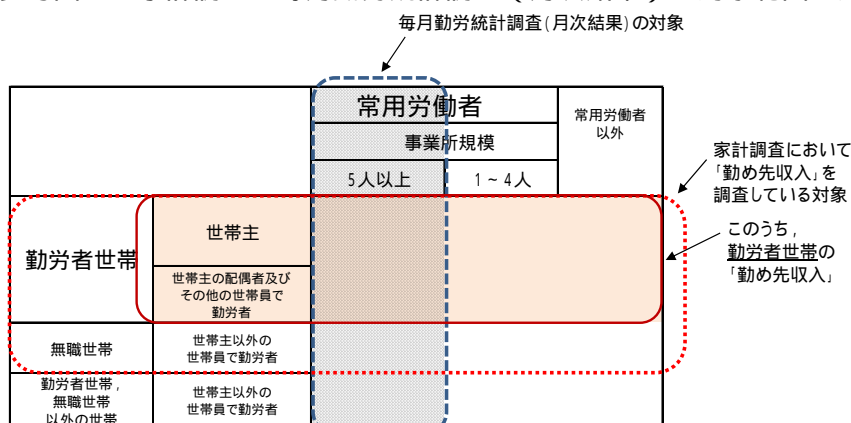 毎月勤労統計調査(月次結果)の対象
常用労働者
常用労働者
以外
事業所規模
5人以上
1~4人
家計調査において
「勤め先収入」を
調査している対象
このうち,
勤労者世帯の
「勤め先収入」
勤労者世帯
世帯主
世帯主の配偶者及び
その他の世帯員で
勤労者
無職世帯
世帯主以外の
世帯員で勤労者
勤労者世帯,
無職世帯
以外の世帯
世帯主以外の
世帯員で勤労者